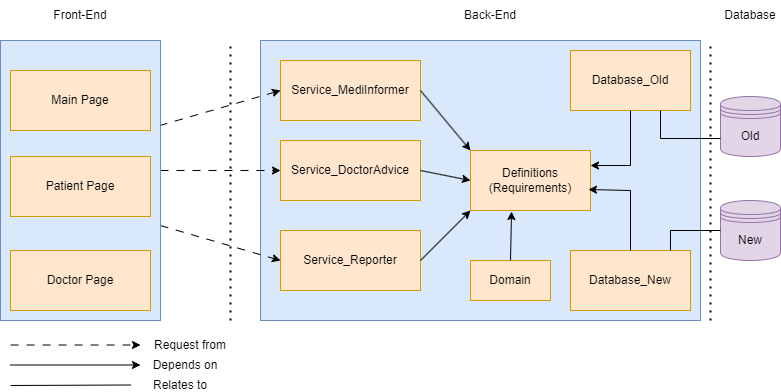 Front-End
Back-End
Database
Main Page
Patient Page
Doctor Page
Service_MediInformer
Service_DoctorAdvice
Service_Reporter
Definitions
(Requirements)
Domain
Database_Old
Database_New
Old
New
Request from
Depends on
Relates to